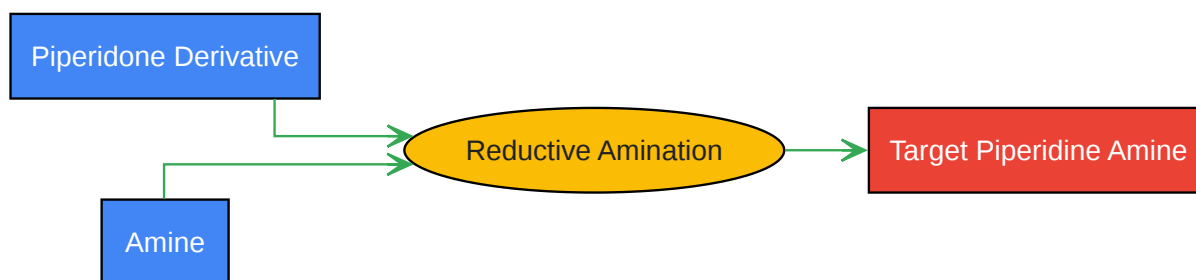 Piperidone Derivative
Reductive Amination
Target Piperidine Amine
Amine